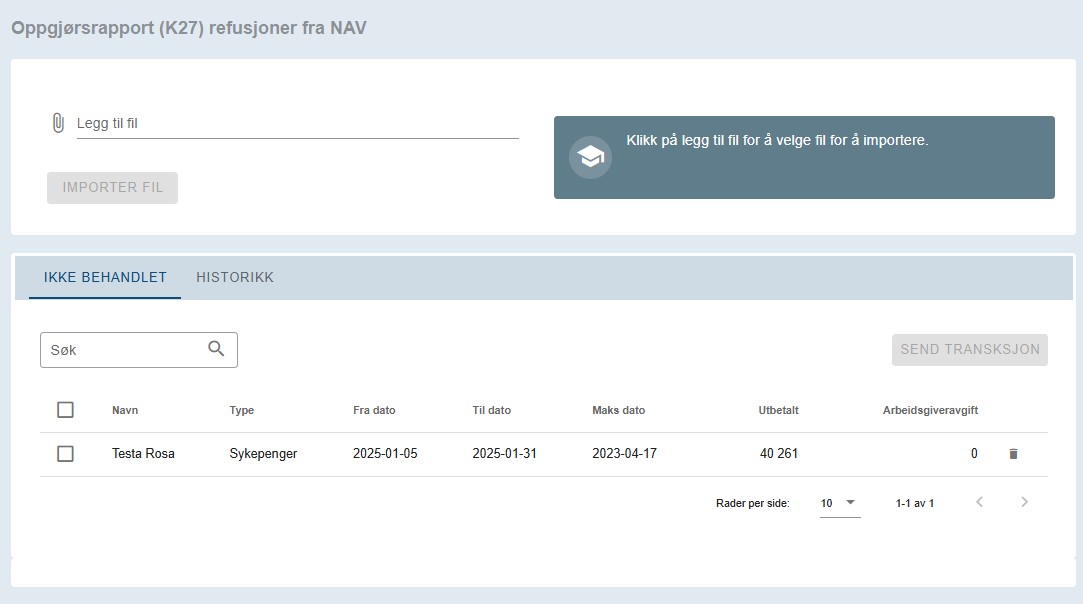 Oppgjørsrapport (K27) refusjoner fra NAV
Legg til fil
Klikk på legg til fil for å velge fil for å importere.
IMPORTER FIL
IKKE BEHANDLET HISTORIKK
Søk
SEND TRANSKSJON
Navn Type Fra dato Til dato Maks dato Utbetalt Arbeidsgiveravgift
Testa Rosa Sykepenger 2025-01-05 2025-01-31 2023-04-17 40 261 0
Rader per side: 10 1-1 av 1